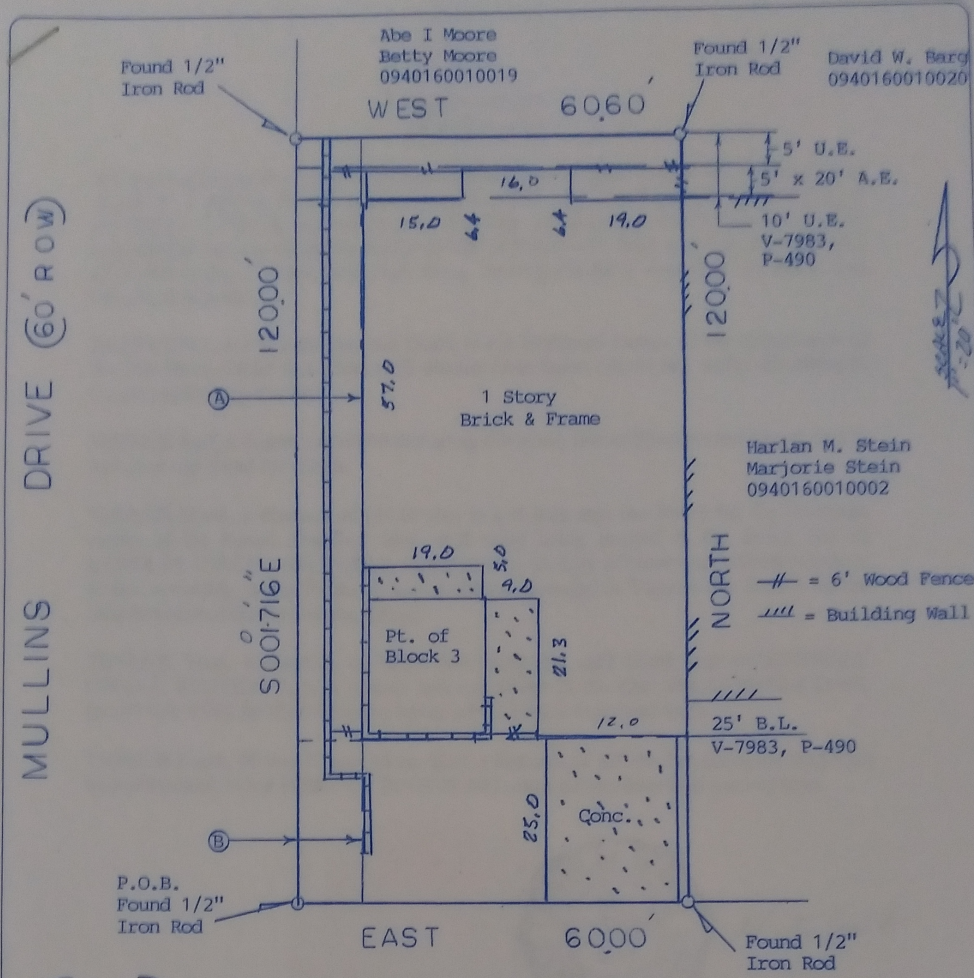 Abe I Moore
Betty Moore
0940160010019
Found 1/2"
Iron Rod
Found 1/2"
Iron Rod
David W. Barg
0940160010020
WEST 60.60'
5' U.E.
5' x 20' A.E.
10' U.E.
V-7983,
P-490
16.0
15.0
6.4
6.4
19.0
120.00'
120.00'
MULLINS DRIVE (60' ROW)
A
57.0
1 Story
Brick & Frame
1"=20'
Harlan M. Stein
Marjorie Stein
0940160010002
S00°17'16"E
NORTH
19.0
5.0
9.0
= 6' Wood Fence
= Building Wall
Pt. of
Block 3
21.3
12.0
25' B.L.
V-7983, P-490
25.0
Conc.
B
P.O.B.
Found 1/2"
Iron Rod
EAST 60.00'
Found 1/2"
Iron Rod